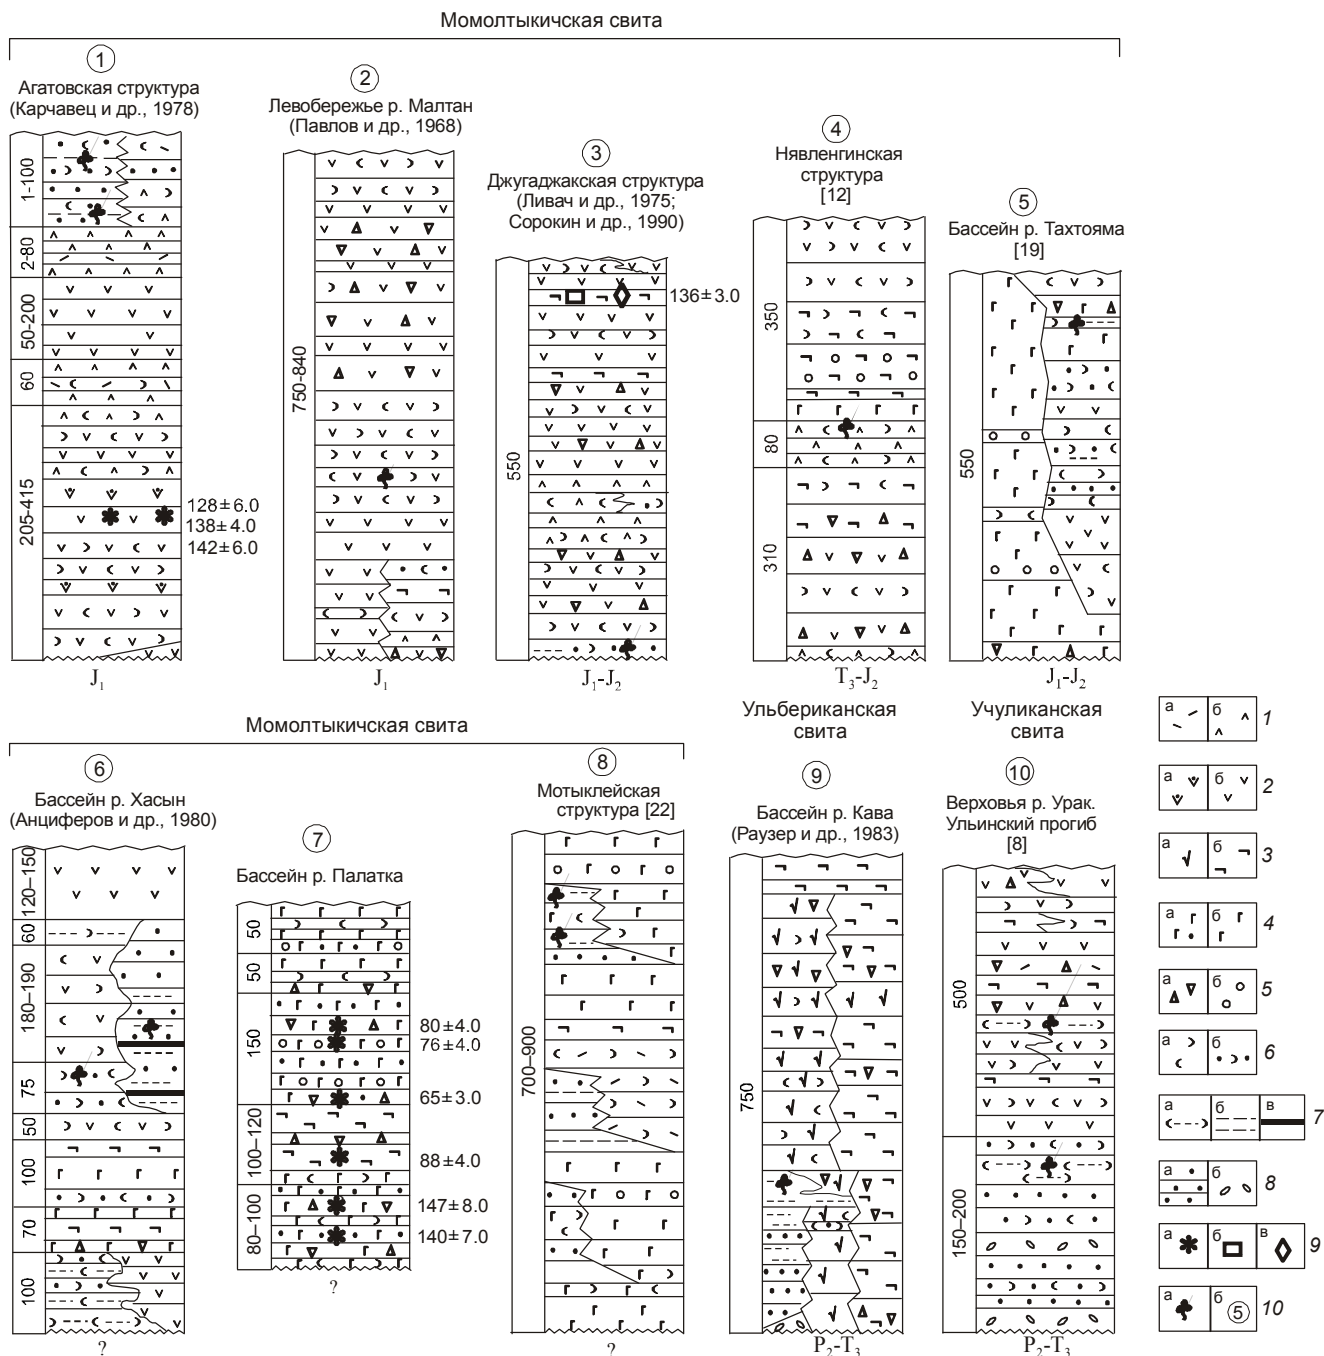 Момолтыкичская свита
1
Агатовская структура
(Карчавец и др., 1978)
1-100
2-80
50-200
60
205-415
128±6.0
138±4.0
142±6.0
J₁
2
Левобережье р. Малтан
(Павлов и др., 1968)
750-840
J₁
3
Джугаджакская структура
(Ливач и др., 1975;
Сорокин и др., 1990)
550
136±3.0
J₁-J₂
4
Нявленгинская
структура
[12]
350
80
310
T₃-J₂
5
Бассейн р. Тахтояма
[19]
550
J₁-J₂
Момолтыкичская свита
6
Бассейн р. Хасын
(Анциферов и др., 1980)
120–150
60
180–190
75
50
100
70
100
?
7
Бассейн р. Палатка
50
50
150
100–120
80–100
80±4.0
76±4.0
65±3.0
88±4.0
147±8.0
140±7.0
?
8
Мотыклейская
структура [22]
700–900
?
Ульбериканская
свита
9
Бассейн р. Кава
(Раузер и др., 1983)
750
P₂-T₃
Учуликанская
свита
10
Верховья р. Урак.
Ульинский прогиб
[8]
500
150–200
P₂-T₃
а б 1
а б 2
а б 3
а б 4
а б 5
а б 6
а б в 7
а б 8
а б в 9
а б 5 10